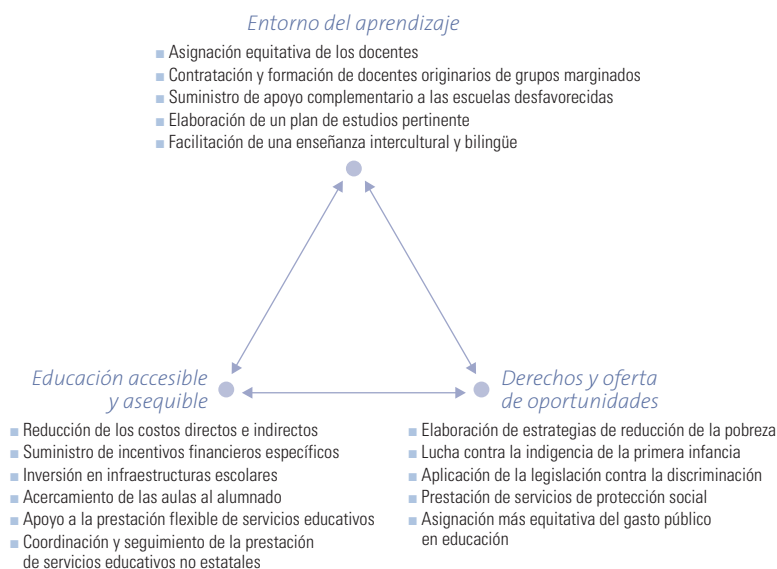 Entorno del aprendizaje
Asignación equitativa de los docentes
Contratación y formación de docentes originarios de grupos marginados
Suministro de apoyo complementario a las escuelas desfavorecidas
Elaboración de un plan de estudios pertinente
Facilitación de una enseñanza intercultural y bilingüe
Educación accesible
y asequible
Reducción de los costos directos e indirectos
Suministro de incentivos financieros específicos
Inversión en infraestructuras escolares
Acercamiento de las aulas al alumnado
Apoyo a la prestación flexible de servicios educativos
Coordinación y seguimiento de la prestación
de servicios educativos no estatales
Derechos y oferta
de oportunidades
Elaboración de estrategias de reducción de la pobreza
Lucha contra la indigencia de la primera infancia
Aplicación de la legislación contra la discriminación
Prestación de servicios de protección social
Asignación más equitativa del gasto público
en educación